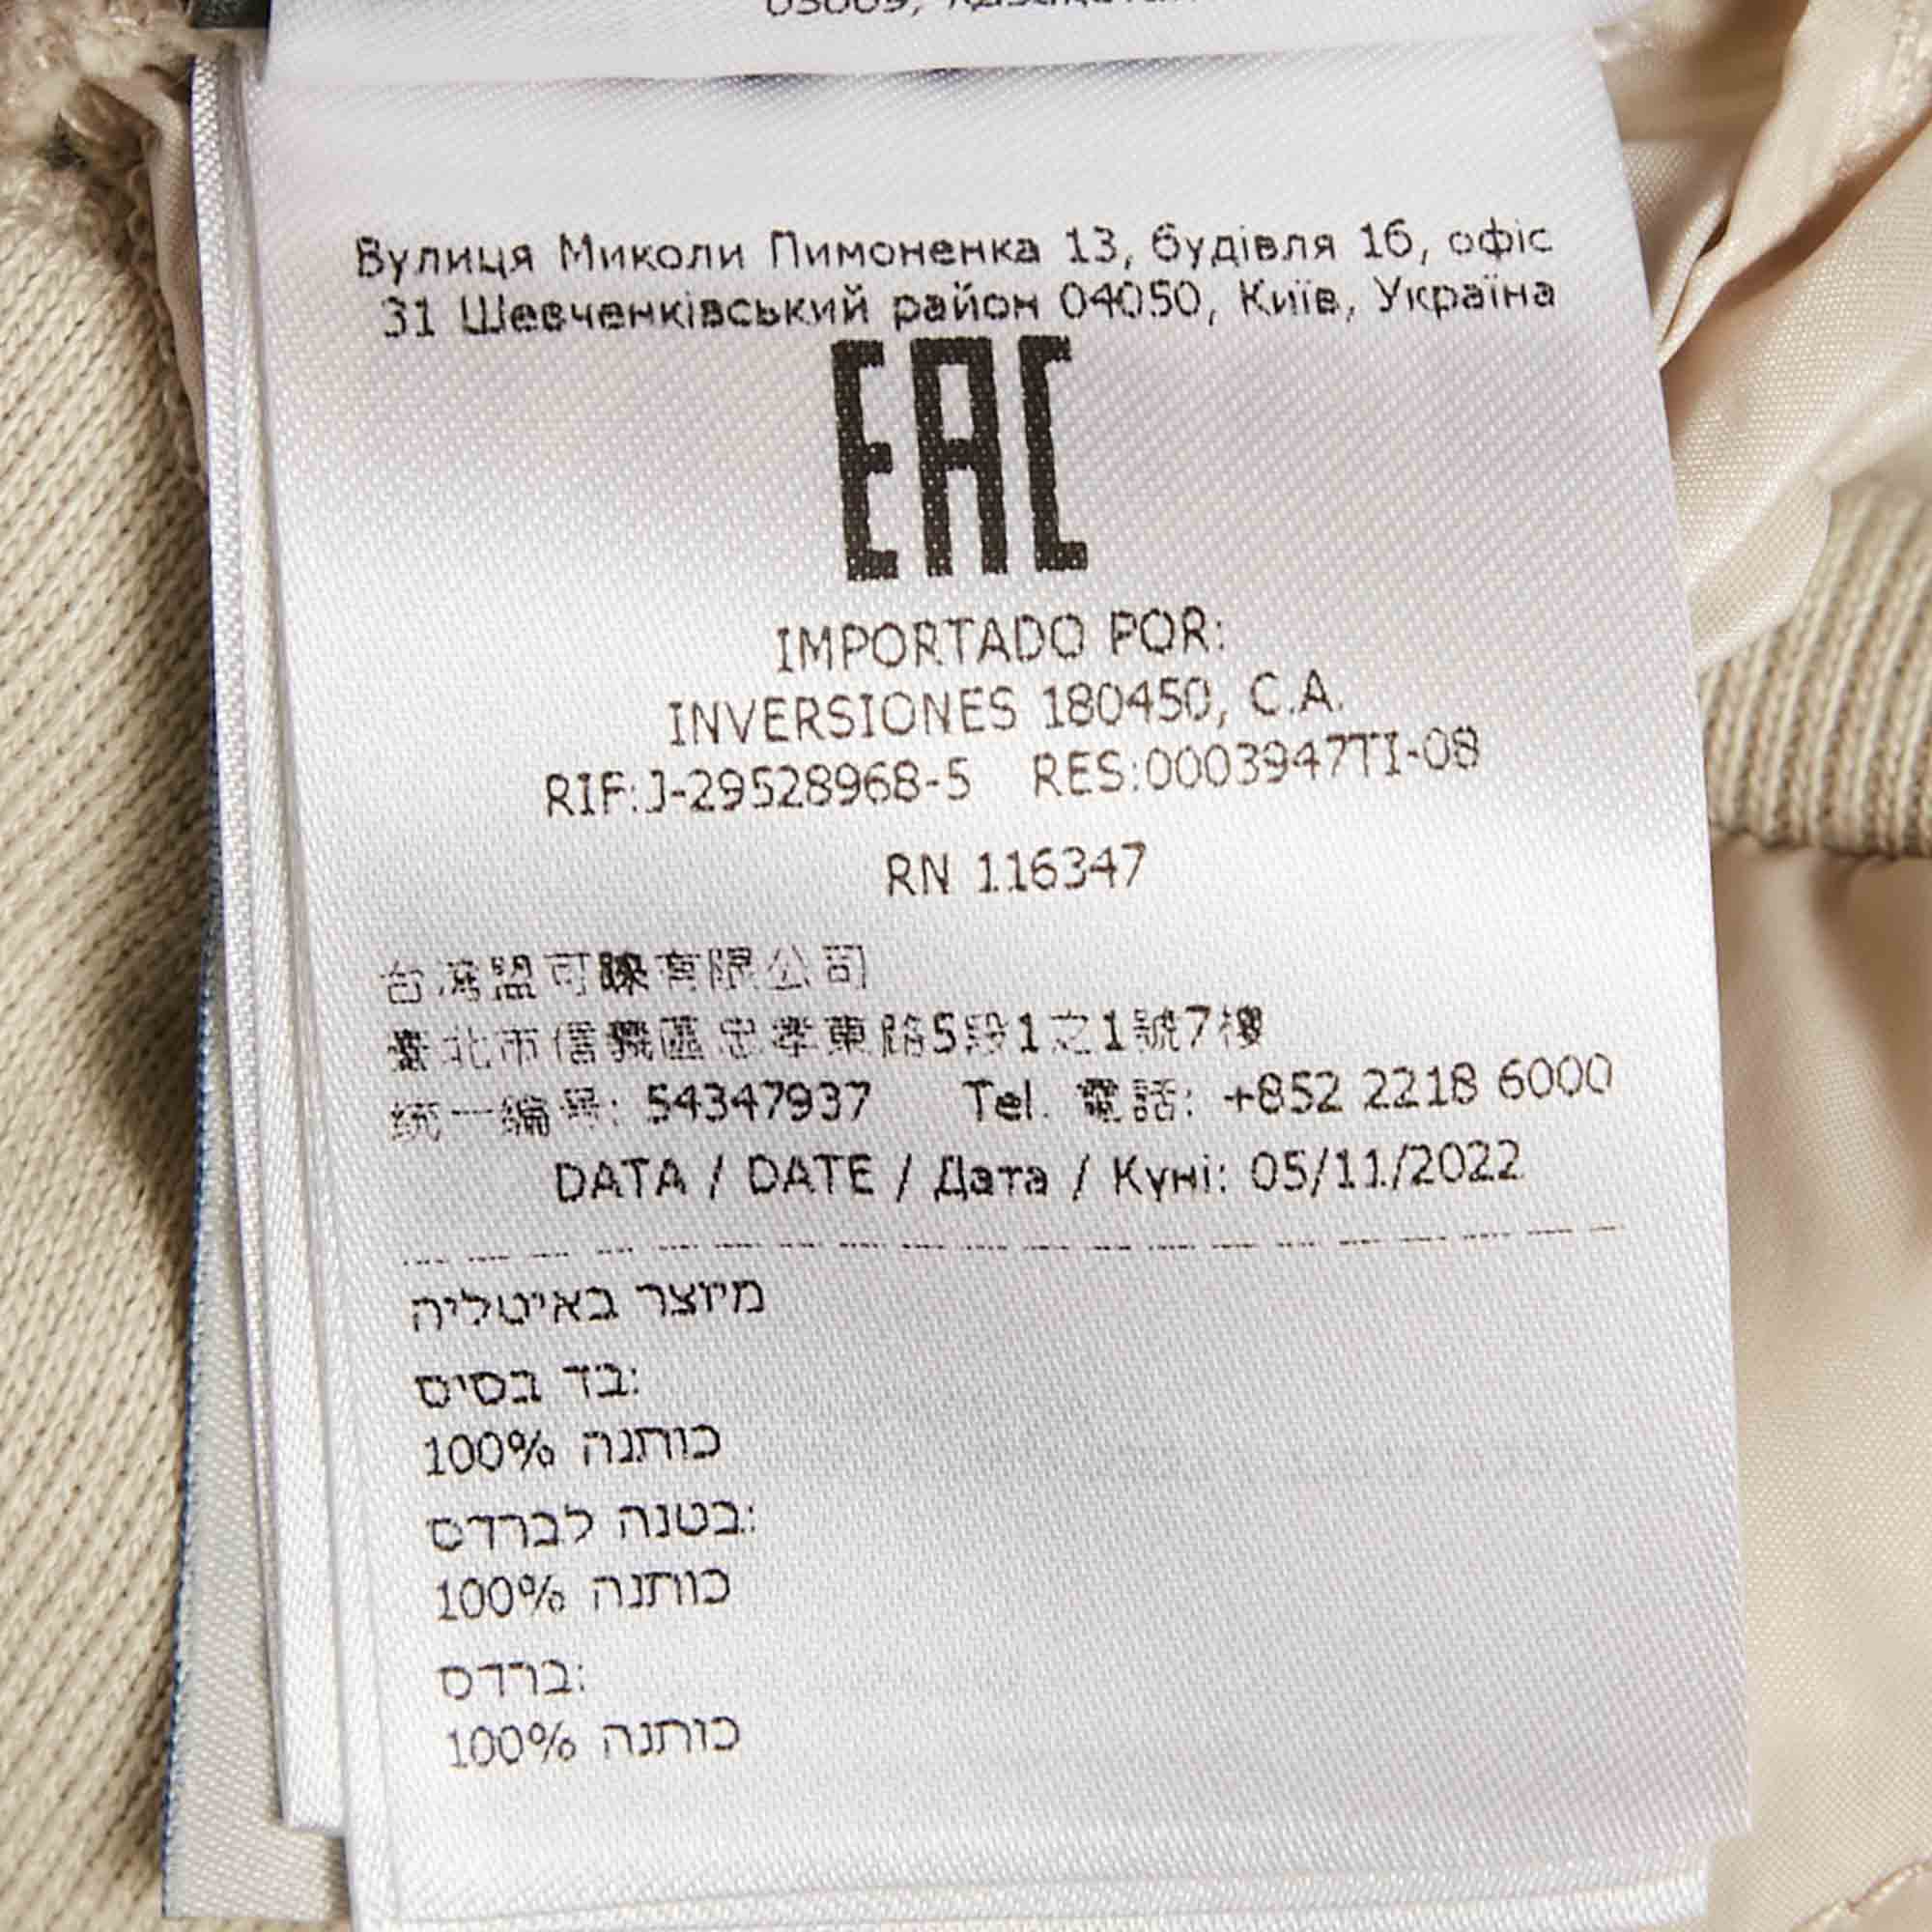 Вулиця Миколи Пимоненка 13, будівля 16, офіс
31 Шевченківський район 04050, Київ, Україна
EAC
IMPORTADO POR:
INVERSIONES 180450, C.A.
RIF:J-29528968-5 RES:0003947TI-08
RN 116347
台灣盟可睞有限公司
臺北市信義區忠孝東路5段1之1號7樓
统一编号: 54347937 Tel. 電話: +852 2218 6000
DATA / DATE / Дата / Күні: 05/11/2022
מיוצר באיטליה
בד בסיס:
100% כותנה
בטנה לברדס:
100% כותנה
ברדס:
100% כותנה